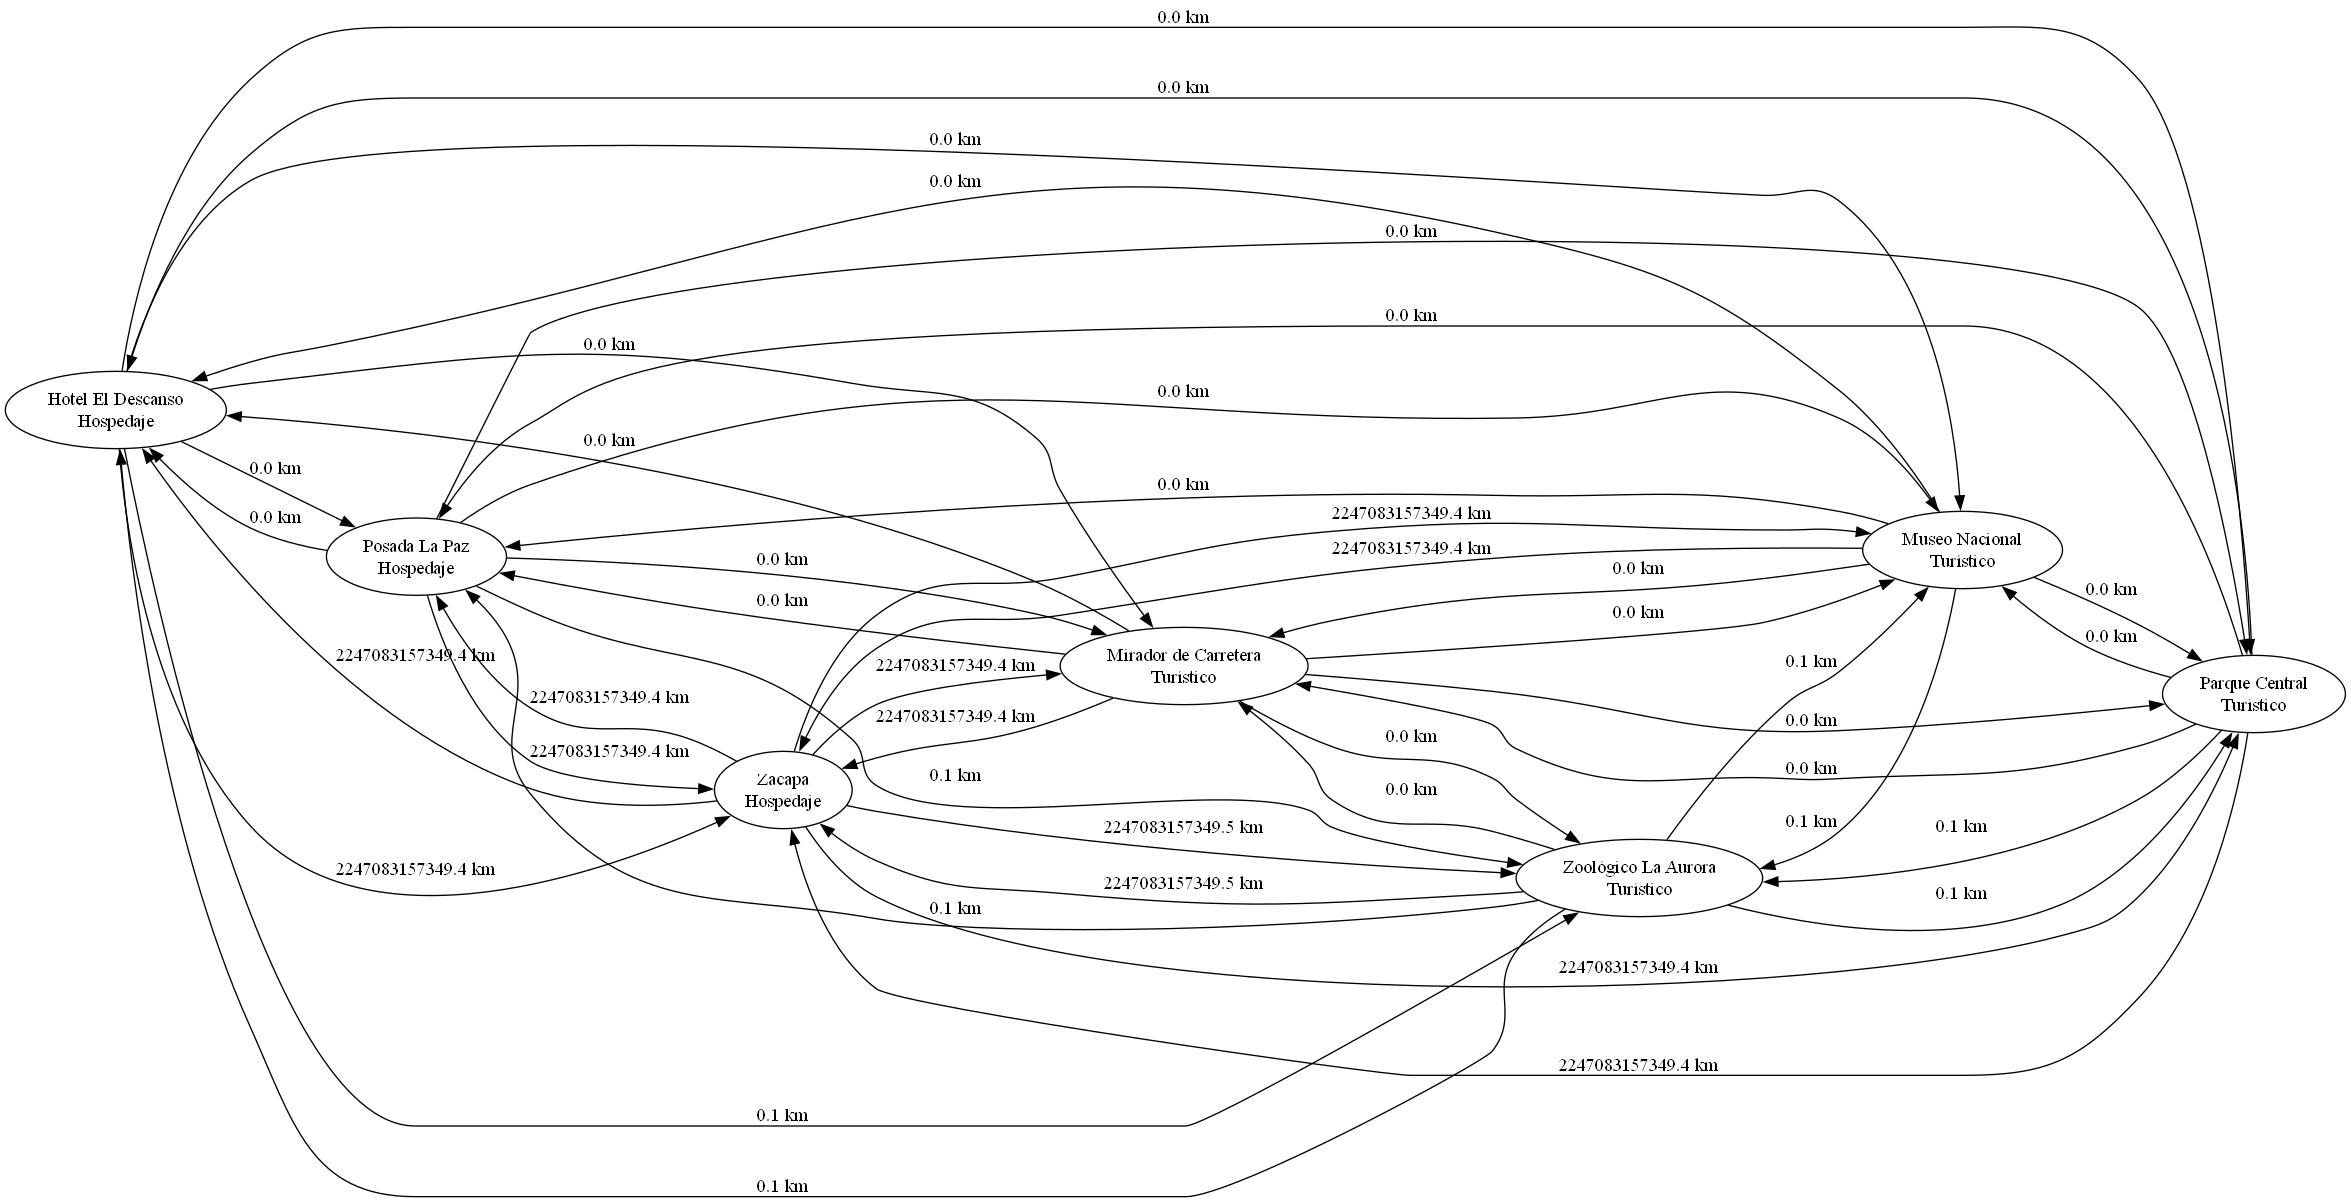 0.0 km
0.0 km
0.0 km
0.0 km
0.0 km
0.0 km
0.0 km
0.0 km
Hotel El Descanso
Hospedaje
0.0 km
0.0 km
0.0 km
0.0 km
2247083157349.4 km
Posada La Paz
Hospedaje
Museo Nacional
Turistico
2247083157349.4 km
0.0 km
0.0 km
0.0 km
0.0 km
0.0 km
0.0 km
2247083157349.4 km
2247083157349.4 km
Mirador de Carretera
Turistico
0.1 km
Parque Central
Turistico
2247083157349.4 km
2247083157349.4 km
0.0 km
0.0 km
2247083157349.4 km
0.0 km
Zacapa
Hospedaje
0.1 km
0.0 km
0.1 km
2247083157349.5 km
0.1 km
2247083157349.4 km
Zoológico La Aurora
Turistico
2247083157349.5 km
0.1 km
0.1 km
2247083157349.4 km
2247083157349.4 km
0.1 km
0.1 km